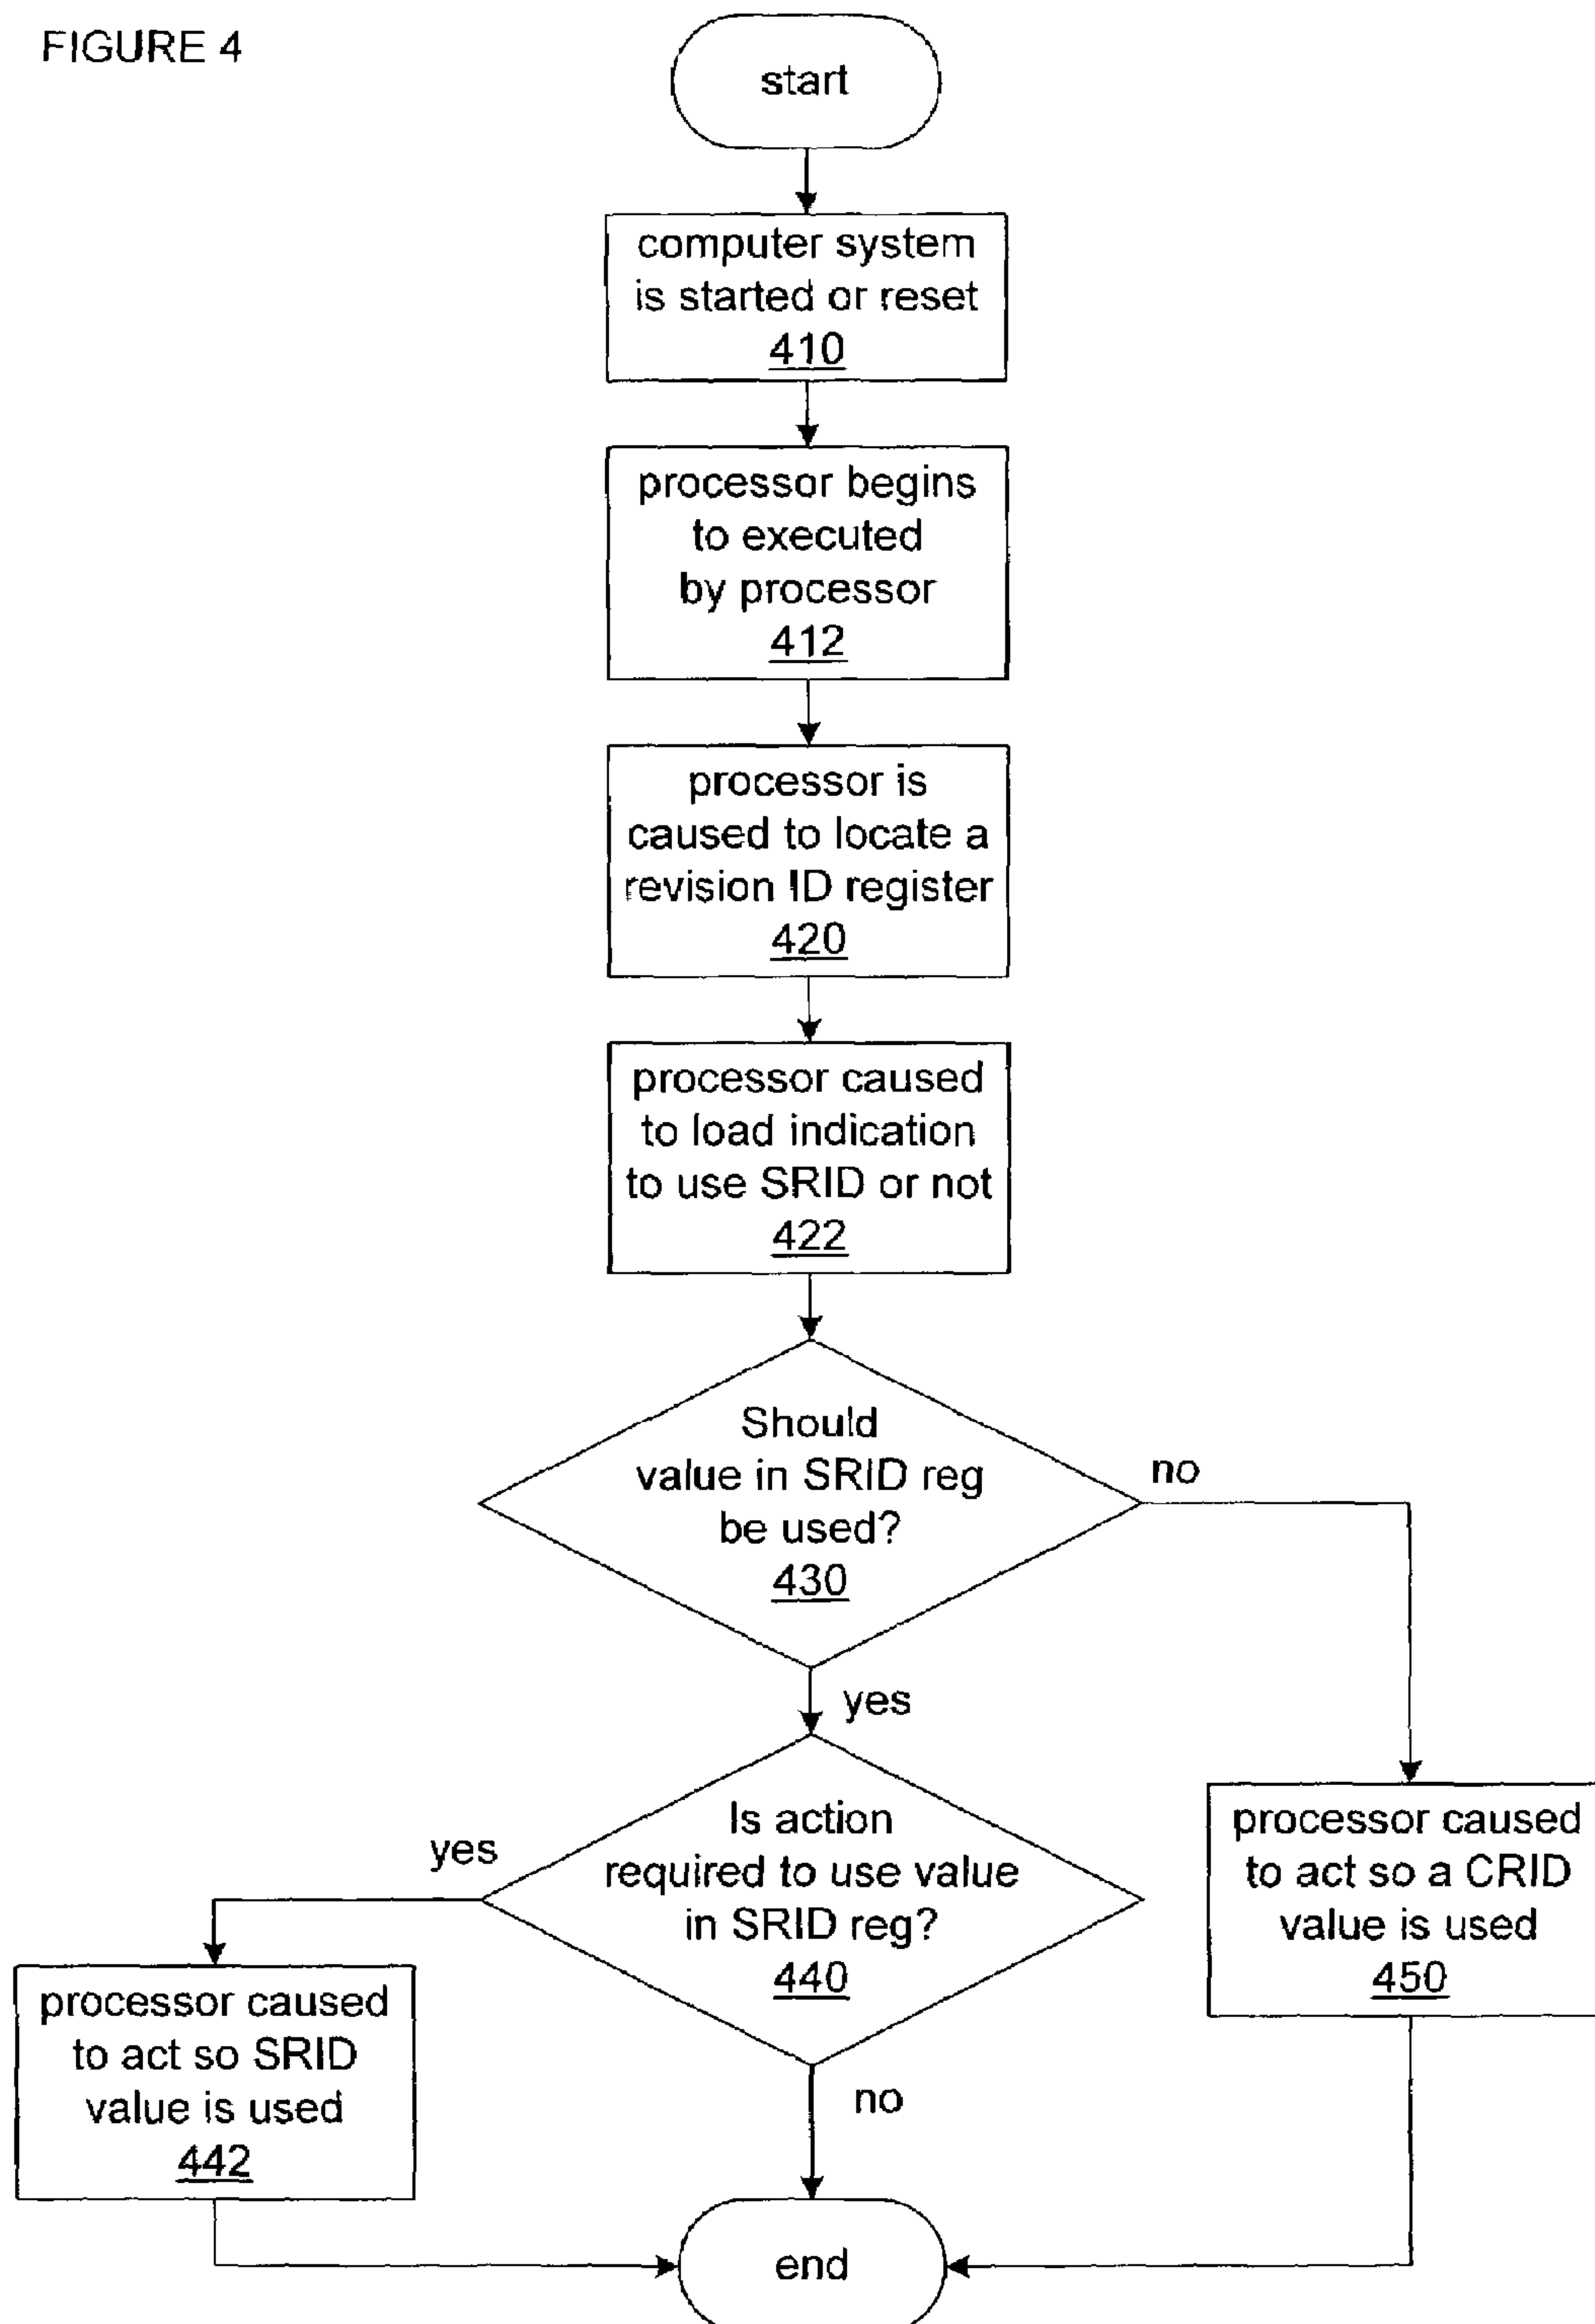 FIGURE 4
start
computer system
is started or reset
410
processor begins
to executed
by processor
412
processor is
caused to locate a
revision ID register
420
processor caused
to load indication
to use SRID or not
422
Should
value in SRID reg
be used?
430
no
yes
Is action
required to use value
in SRID reg?
440
yes
no
processor caused
to act so SRID
value is used
442
processor caused
to act so a CRID
value is used
450
end